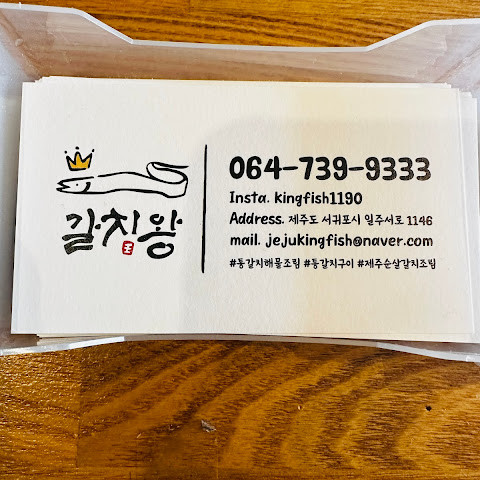 갈치왕
王
064-739-9333
Insta. kingfish1190
Address. 제주도 서귀포시 일주서로 1146
mail. jejukingfish@naver.com
#통갈치해물조림 #통갈치구이 #제주순살갈치조림